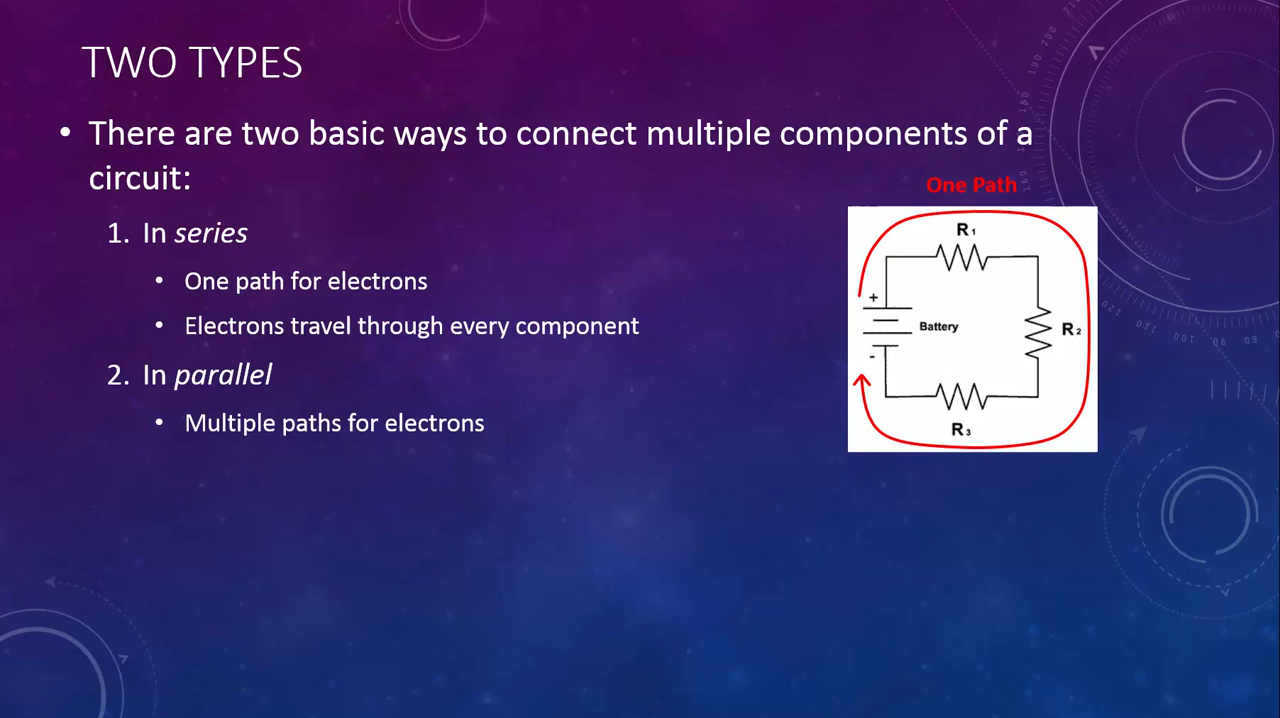 TWO TYPES
• There are two basic ways to connect multiple components of a
circuit:
1. In series
• One path for electrons
• Electrons travel through every component
2. In parallel
• Multiple paths for electrons
One Path
R1
+
Battery
R2
-
R3